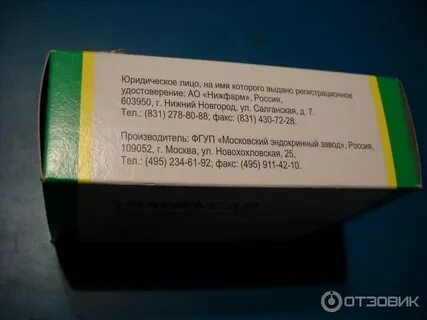 Юридическое лицо, на имя которого выдано регистрационное
удостоверение: АО «Нижфарм», Россия,
603950, г. Нижний Новгород, ул. Салганская, д. 7.
Тел.: (831) 278-80-88; факс: (831) 430-72-28.
Производитель: ФГУП «Московский эндокринный завод», Россия,
109052, г. Москва, ул. Новохохловская, 25,
Тел.: (495) 234-61-92; факс: (495) 911-42-10.
ОТЗОВИК